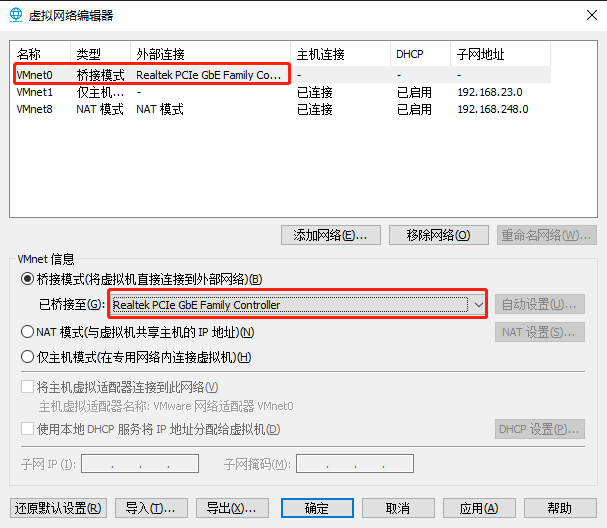 虚拟网络编辑器
名称 类型 外部连接 主机连接 DHCP 子网地址
VMnet0 桥接模式 Realtek PCIe GbE Family Co... - - -
VMnet1 仅主机... - 已连接 已启用 192.168.23.0
VMnet8 NAT 模式 NAT 模式 已连接 已启用 192.168.248.0
添加网络(E)... 移除网络(O) 重命名网络(W)...
VMnet 信息
桥接模式(将虚拟机直接连接到外部网络)(B)
已桥接至(G): Realtek PCIe GbE Family Controller 自动设置(U)...
NAT 模式(与虚拟机共享主机的 IP 地址)(N) NAT 设置(S)...
仅主机模式(在专用网络内连接虚拟机)(H)
将主机虚拟适配器连接到此网络(V)
主机虚拟适配器名称: VMware 网络适配器 VMnet0
使用本地 DHCP 服务将 IP 地址分配给虚拟机(D) DHCP 设置(P)...
子网 IP (I): . . . 子网掩码(M): . . .
还原默认设置(R) 导入(T)... 导出(X)... 确定 取消 应用(A) 帮助